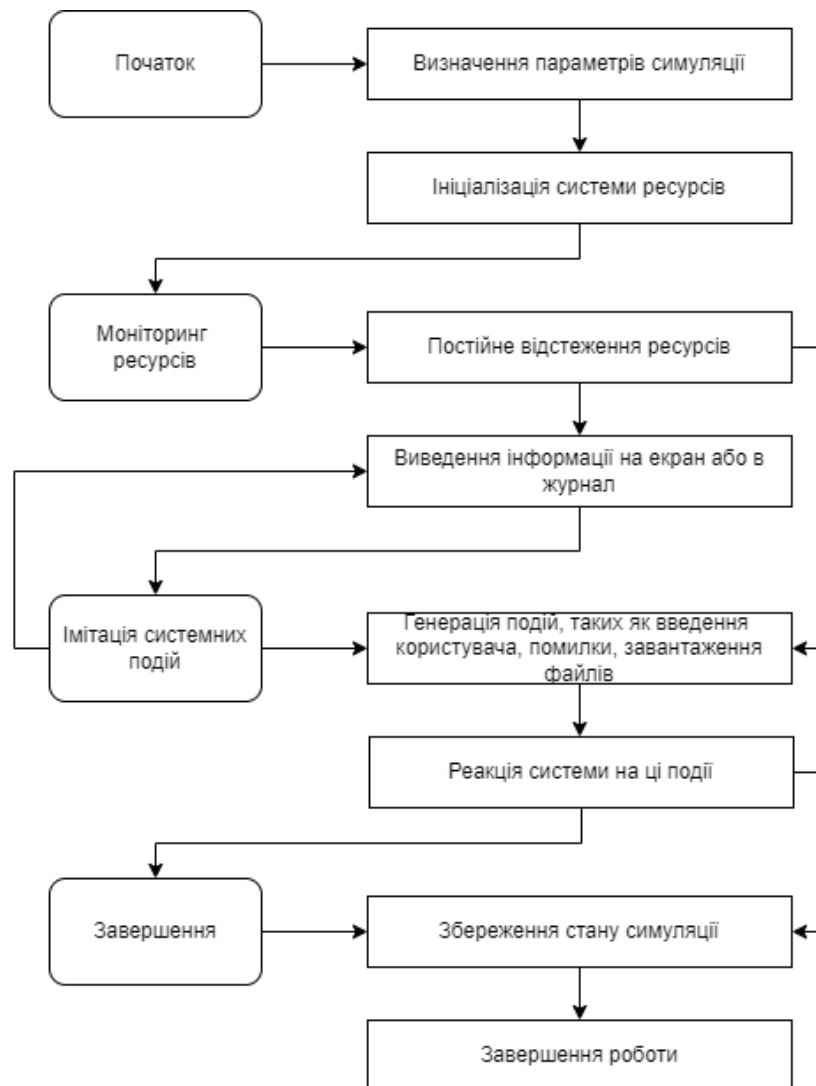 Початок
Визначення параметрів симуляції
Ініціалізація системи ресурсів
Моніторинг
ресурсів
Постійне відстеження ресурсів
Виведення інформації на екран або в
журнал
Імітація системних
подій
Генерація подій, таких як введення
користувача, помилки, завантаження
файлів
Реакція системи на ці події
Завершення
Збереження стану симуляції
Завершення роботи